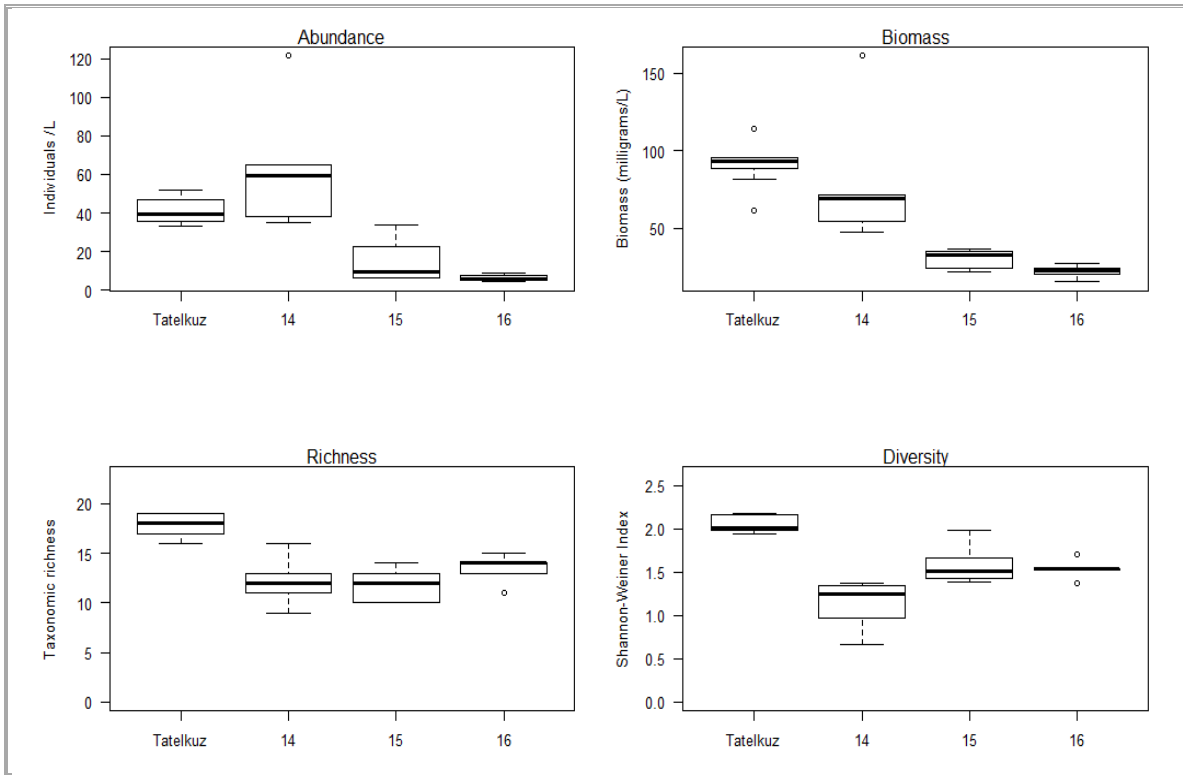 Abundance
Individuals /L
120
100
80
60
40
20
0
Tatelkuz 14 15 16
Biomass
Biomass (milligrams/L)
150
100
50
Tatelkuz 14 15 16
Richness
Taxonomic richness
20
15
10
5
0
Tatelkuz 14 15 16
Diversity
Shannon-Weiner Index
2.5
2.0
1.5
1.0
0.5
0.0
Tatelkuz 14 15 16